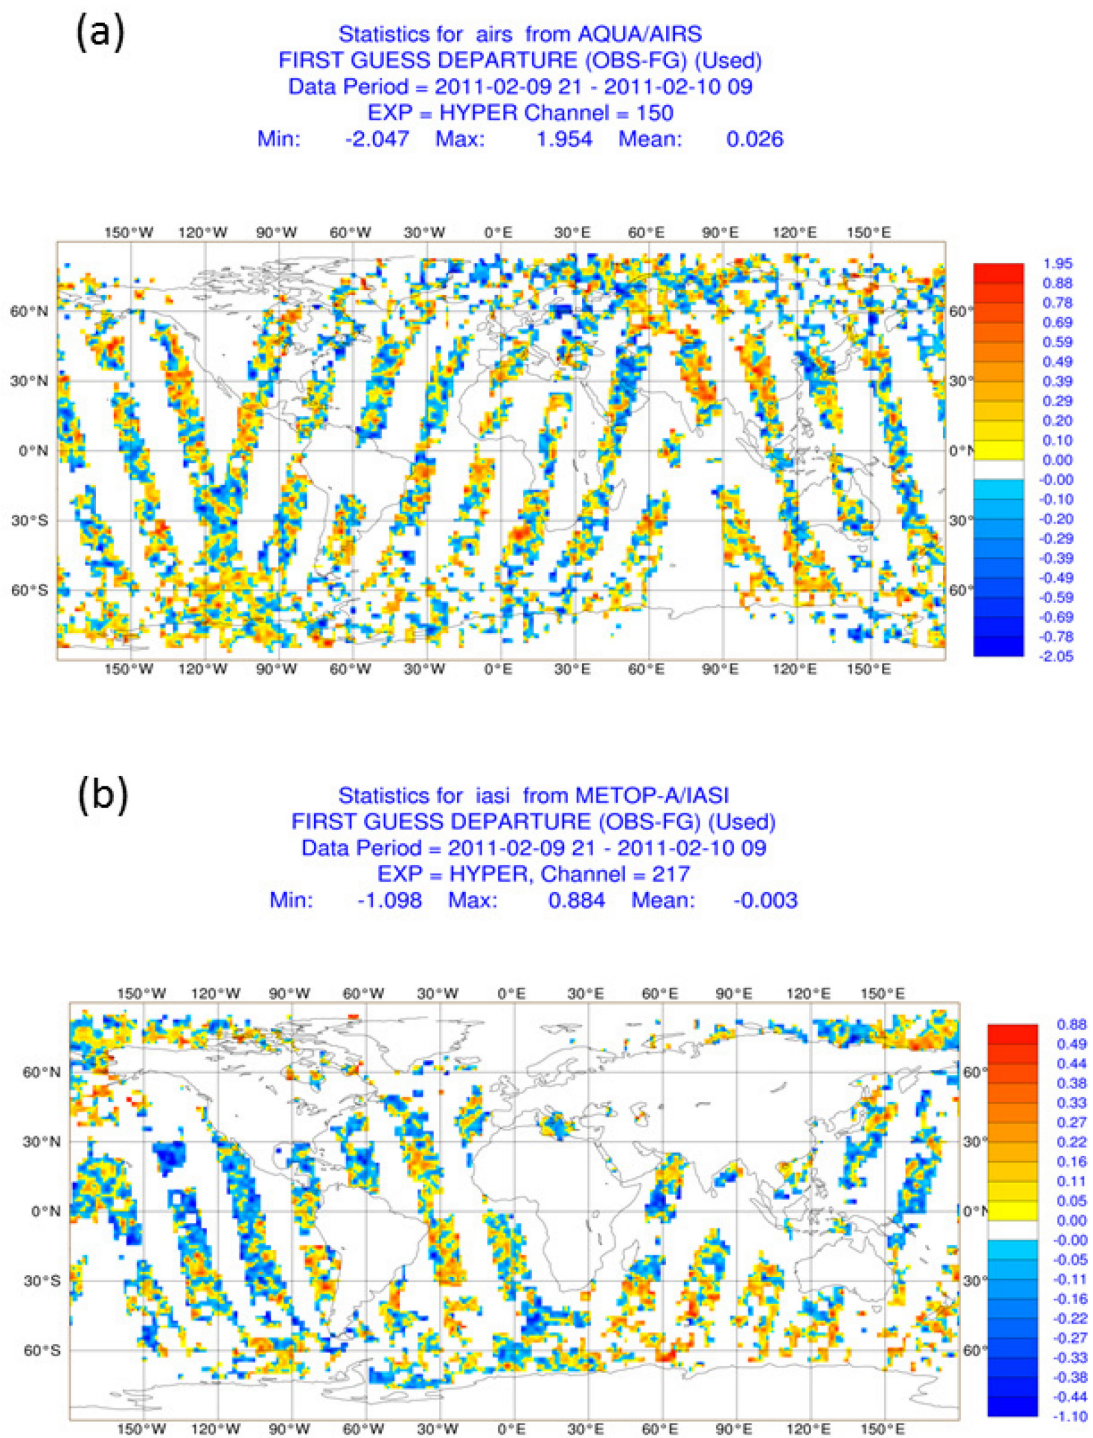 (a)
Statistics for airs from AQUA/AIRS
FIRST GUESS DEPARTURE (OBS-FG) (Used)
Data Period = 2011-02-09 21 - 2011-02-10 09
EXP = HYPER Channel = 150
Min: -2.047 Max: 1.954 Mean: 0.026
150°W 120°W 90°W 60°W 30°W 0°E 30°E 60°E 90°E 120°E 150°E
60°N 60°
30°N 30°
0°N 0°N
30°S 30°
60°S 60°
150°W 120°W 90°W 60°W 30°W 0°E 30°E 60°E 90°E 120°E 150°E
1.95
0.88
0.78
0.69
0.59
0.49
0.39
0.29
0.20
0.10
0.00
-0.00
-0.10
-0.20
-0.29
-0.39
-0.49
-0.59
-0.69
-0.78
-2.05
(b)
Statistics for iasi from METOP-A/IASI
FIRST GUESS DEPARTURE (OBS-FG) (Used)
Data Period = 2011-02-09 21 - 2011-02-10 09
EXP = HYPER, Channel = 217
Min: -1.098 Max: 0.884 Mean: -0.003
150°W 120°W 90°W 60°W 30°W 0°E 30°E 60°E 90°E 120°E 150°E
60°N 60°
30°N 30°
0°N 0°N
30°S 30°
60°S 60°
150°W 120°W 90°W 60°W 30°W 0°E 30°E 60°E 90°E 120°E 150°E
0.88
0.49
0.44
0.38
0.33
0.27
0.22
0.16
0.11
0.05
0.00
-0.00
-0.05
-0.11
-0.16
-0.22
-0.27
-0.33
-0.38
-0.44
-1.10